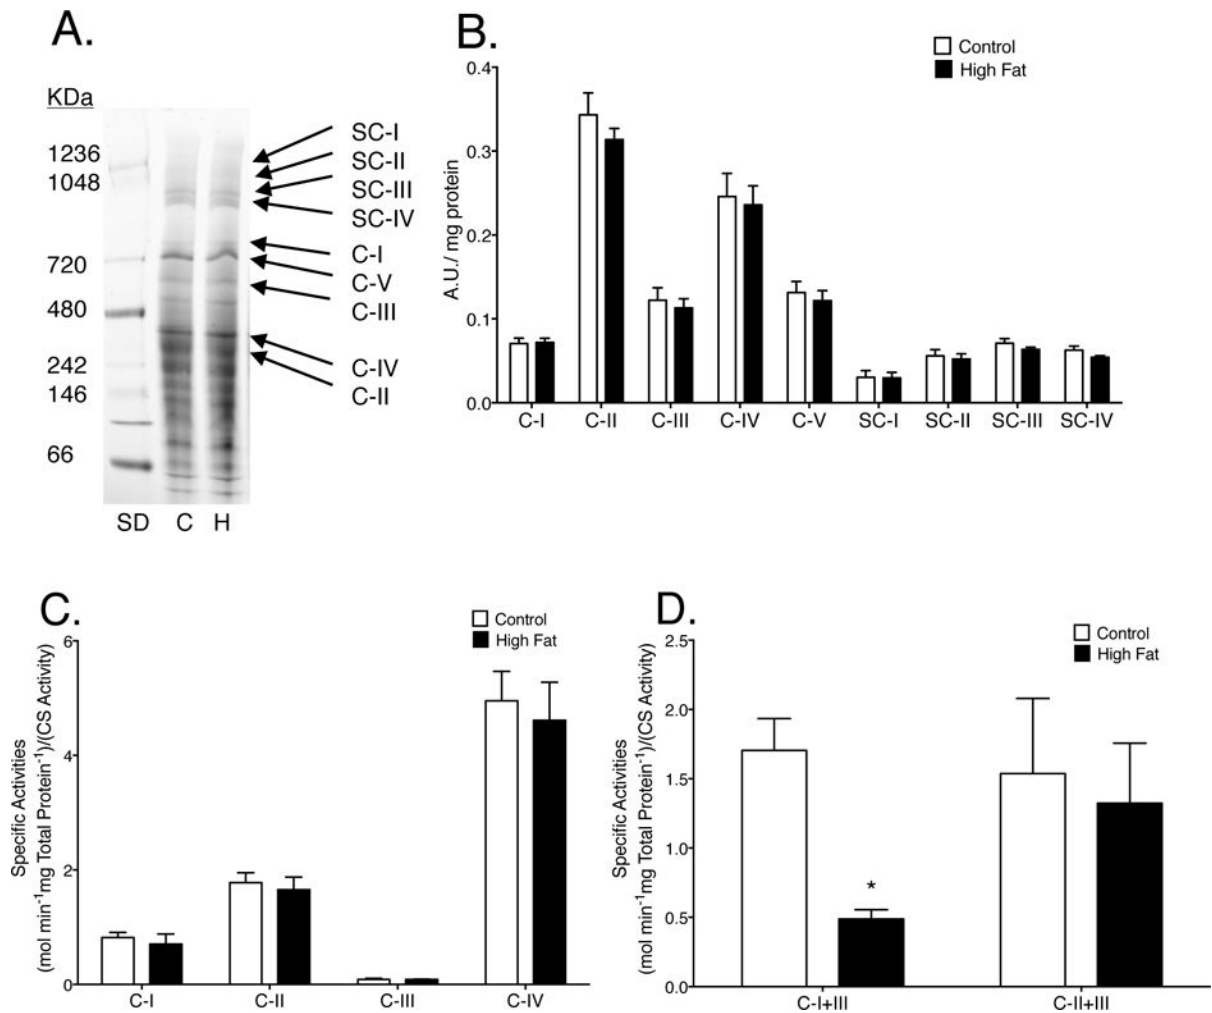 A.
KDa
1236
1048
720
480
242
146
66
SC-I
SC-II
SC-III
SC-IV
C-I
C-V
C-III
C-IV
C-II
SD C H
B.
Control
High Fat
A.U./ mg protein
0.4
0.3
0.2
0.1
0.0
C-I C-II C-III C-IV C-V SC-I SC-II SC-III SC-IV
C.
Control
High Fat
Specific Activities
(mol min⁻¹mg Total Protein⁻¹)/(CS Activity)
6
4
2
0
C-I C-II C-III C-IV
D.
Control
High Fat
Specific Activities
(mol min⁻¹mg Total Protein⁻¹)/(CS Activity)
2.5
2.0
1.5
1.0
0.5
0.0
*
C-I+III C-II+III